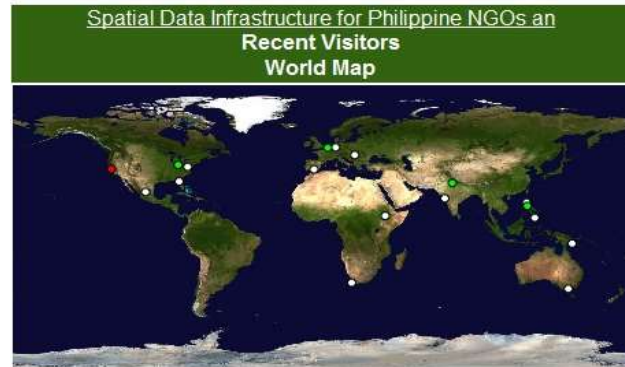 Spatial Data Infrastructure for Philippine NGOs an
Recent Visitors
World Map